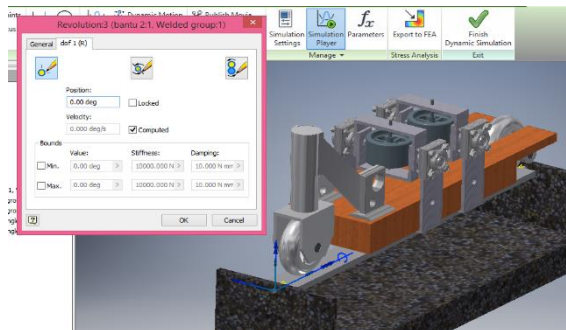 Dynamic Motion
Publish Movie
Revolution:3 (bantu 2:1, Welded group:1)
General
dof 1 (R)
Position:
0.00 deg
Locked
Velocity:
0.000 deg/s
Computed
Bounds
Value:
Stiffness:
Damping:
Min.
0.00 deg
10000.000 N
10.000 N mm
Max.
0.00 deg
10000.000 N
10.000 N mm
OK
Cancel
Simulation
Settings
Simulation
Player
fx
Parameters
Export to FEA
Finish
Dynamic Simulation
Manage
Stress Analysis
Exit